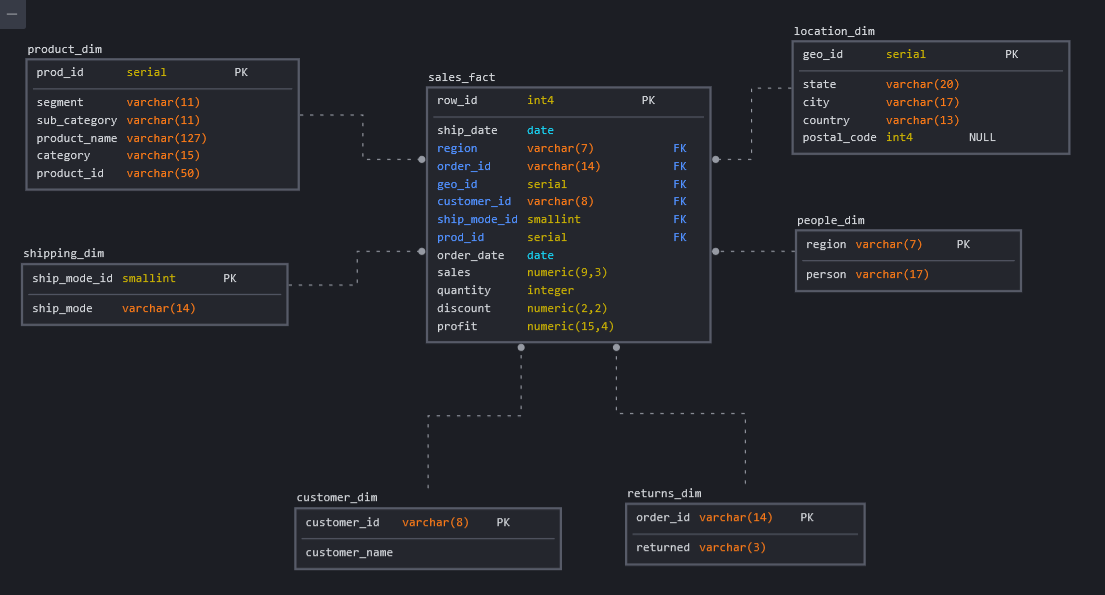 product_dim
prod_id serial PK
segment varchar(11)
sub_category varchar(11)
product_name varchar(127)
category varchar(15)
product_id varchar(50)
shipping_dim
ship_mode_id smallint PK
ship_mode varchar(14)
sales_fact
row_id int4 PK
ship_date date
region varchar(7) FK
order_id varchar(14) FK
geo_id serial FK
customer_id varchar(8) FK
ship_mode_id smallint FK
prod_id serial FK
order_date date
sales numeric(9,3)
quantity integer
discount numeric(2,2)
profit numeric(15,4)
location_dim
geo_id serial PK
state varchar(20)
city varchar(17)
country varchar(13)
postal_code int4 NULL
people_dim
region varchar(7) PK
person varchar(17)
customer_dim
customer_id varchar(8) PK
customer_name
returns_dim
order_id varchar(14) PK
returned varchar(3)